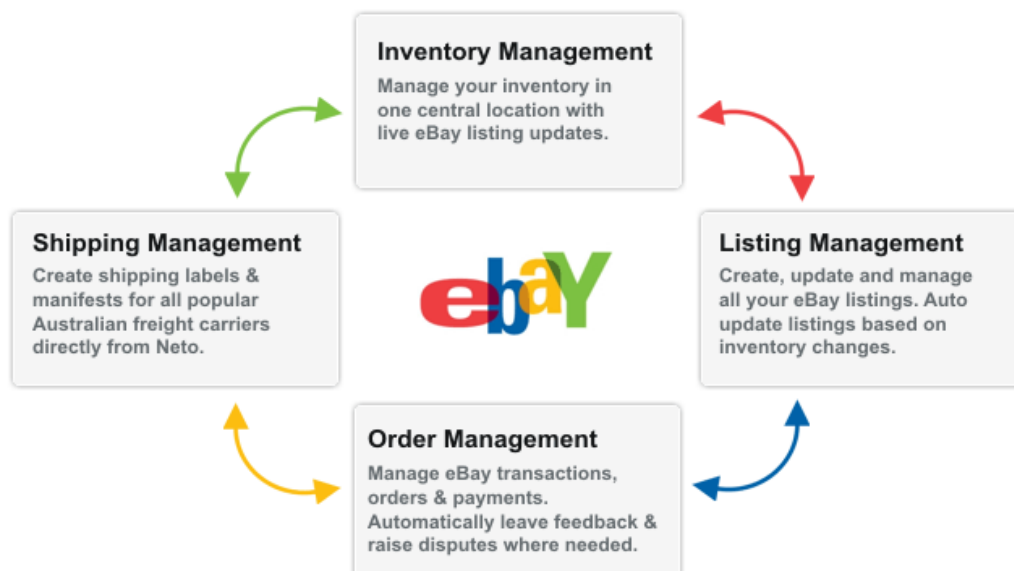 Inventory Management
Manage your inventory in
one central location with
live eBay listing updates.
Shipping Management
Create shipping labels &
manifests for all popular
Australian freight carriers
directly from Neto.
ebaY
Listing Management
Create, update and manage
all your eBay listings. Auto
update listings based on
inventory changes.
Order Management
Manage eBay transactions,
orders & payments.
Automatically leave feedback &
raise disputes where needed.